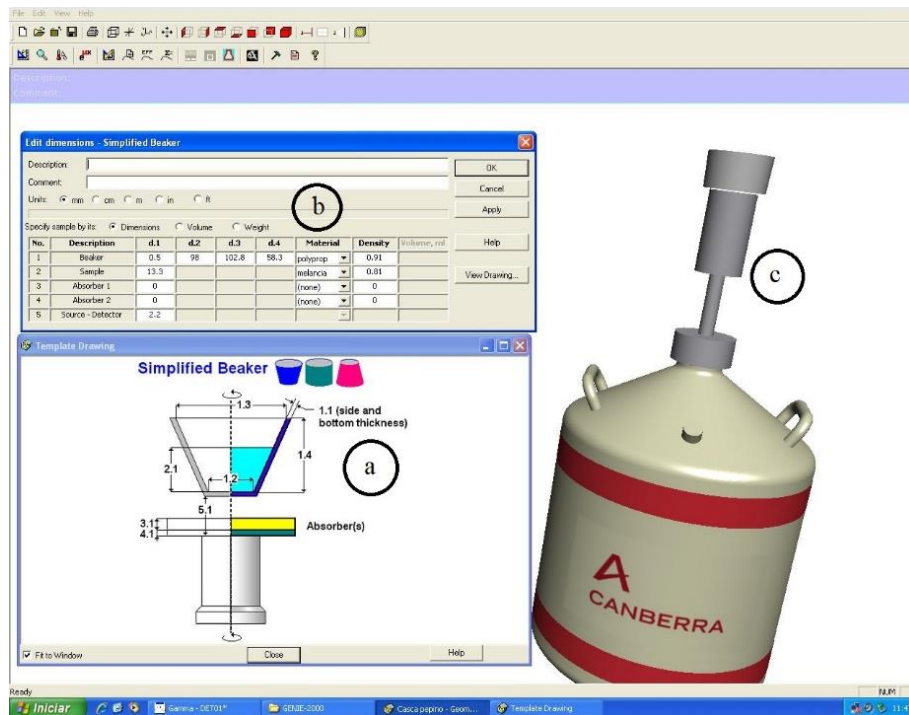 File Edit View Help
Description:
Comment:
Edit dimensions - Simplified Beaker
Description:
Comment:
Units: mm cm m in ft
Specify sample by its: Dimensions Volume Weight
No. Description d.1 d.2 d.3 d.4 Material Density Volume, ml
1 Beaker 0.5 98 102.8 58.3 polyprop 0.91
2 Sample 13.3 melancia 0.81
3 Absorber 1 0 (none) 0
4 Absorber 2 0 (none) 0
5 Source - Detector 2.2
OK
Cancel
Apply
Help
View Drawing...
b
Template Drawing
Simplified Beaker
1.3
1.1 (side and
bottom thickness)
1.4
2.1
1.2
5.1
3.1
4.1
Absorber(s)
a
Fit to Window
Close
Help
c
A
CANBERRA
Ready
NUM
Iniciar
Gamma - DET01*
GENIE-2000
Casca pepino - Geom...
Template Drawing